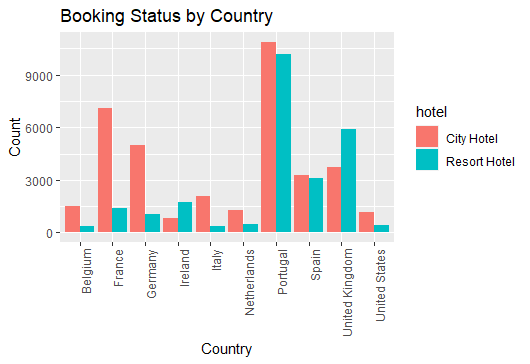 Booking Status by Country
Count
9000
6000
3000
0
Belgium
France
Germany
Ireland
Italy
Netherlands
Portugal
Spain
United Kingdom
United States
Country
hotel
City Hotel
Resort Hotel